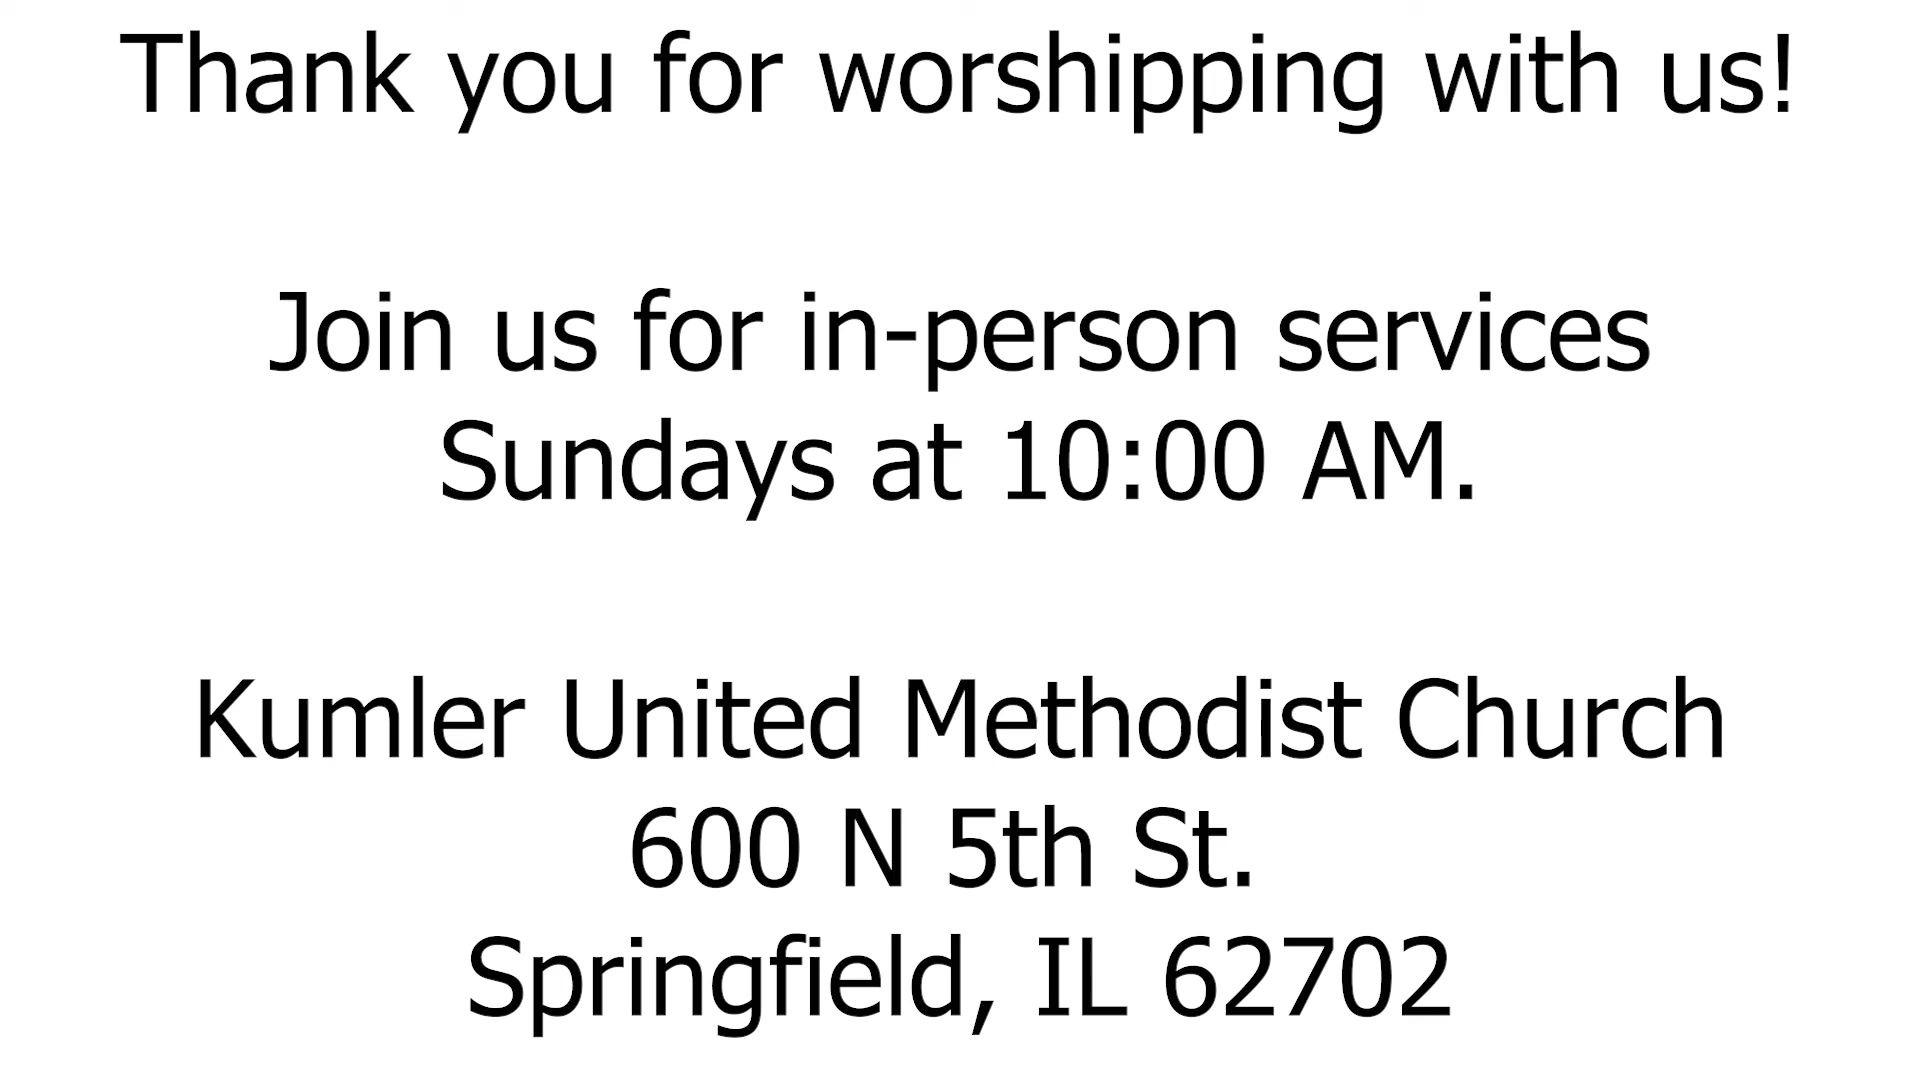 Thank you for worshipping with us!
Join us for in-person services
Sundays at 10:00 AM.
Kumler United Methodist Church
600 N 5th St.
Springfield, IL 62702